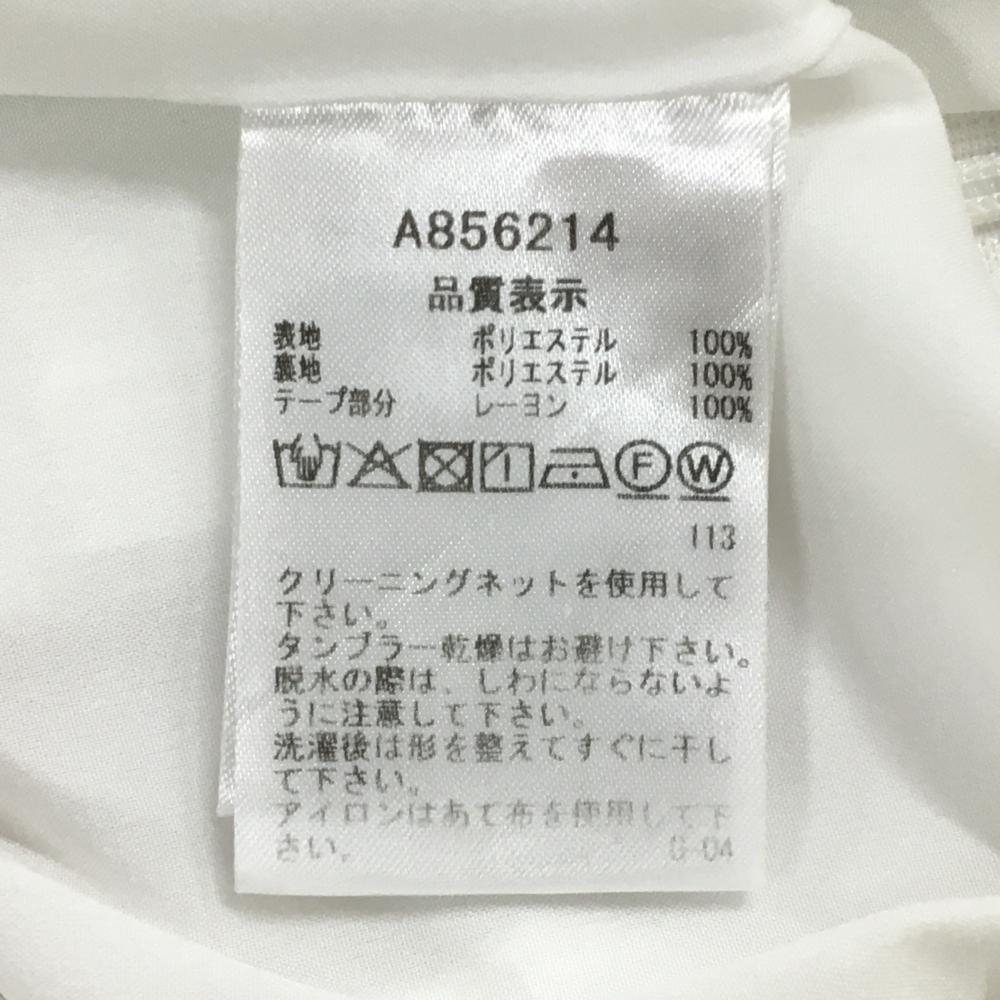 A856214
品質表示
表地 ポリエステル 100%
裏地 ポリエステル 100%
テープ部分 レーヨン 100%
F W
113
クリーニングネットを使用して
下さい。
タンブラー乾燥はお避け下さい。
脱水の際は、しわにならないよ
うに注意して下さい。
洗濯後は形を整えてすぐに干し
て下さい。
アイロンはあて布を使用して下
さい。 G-04